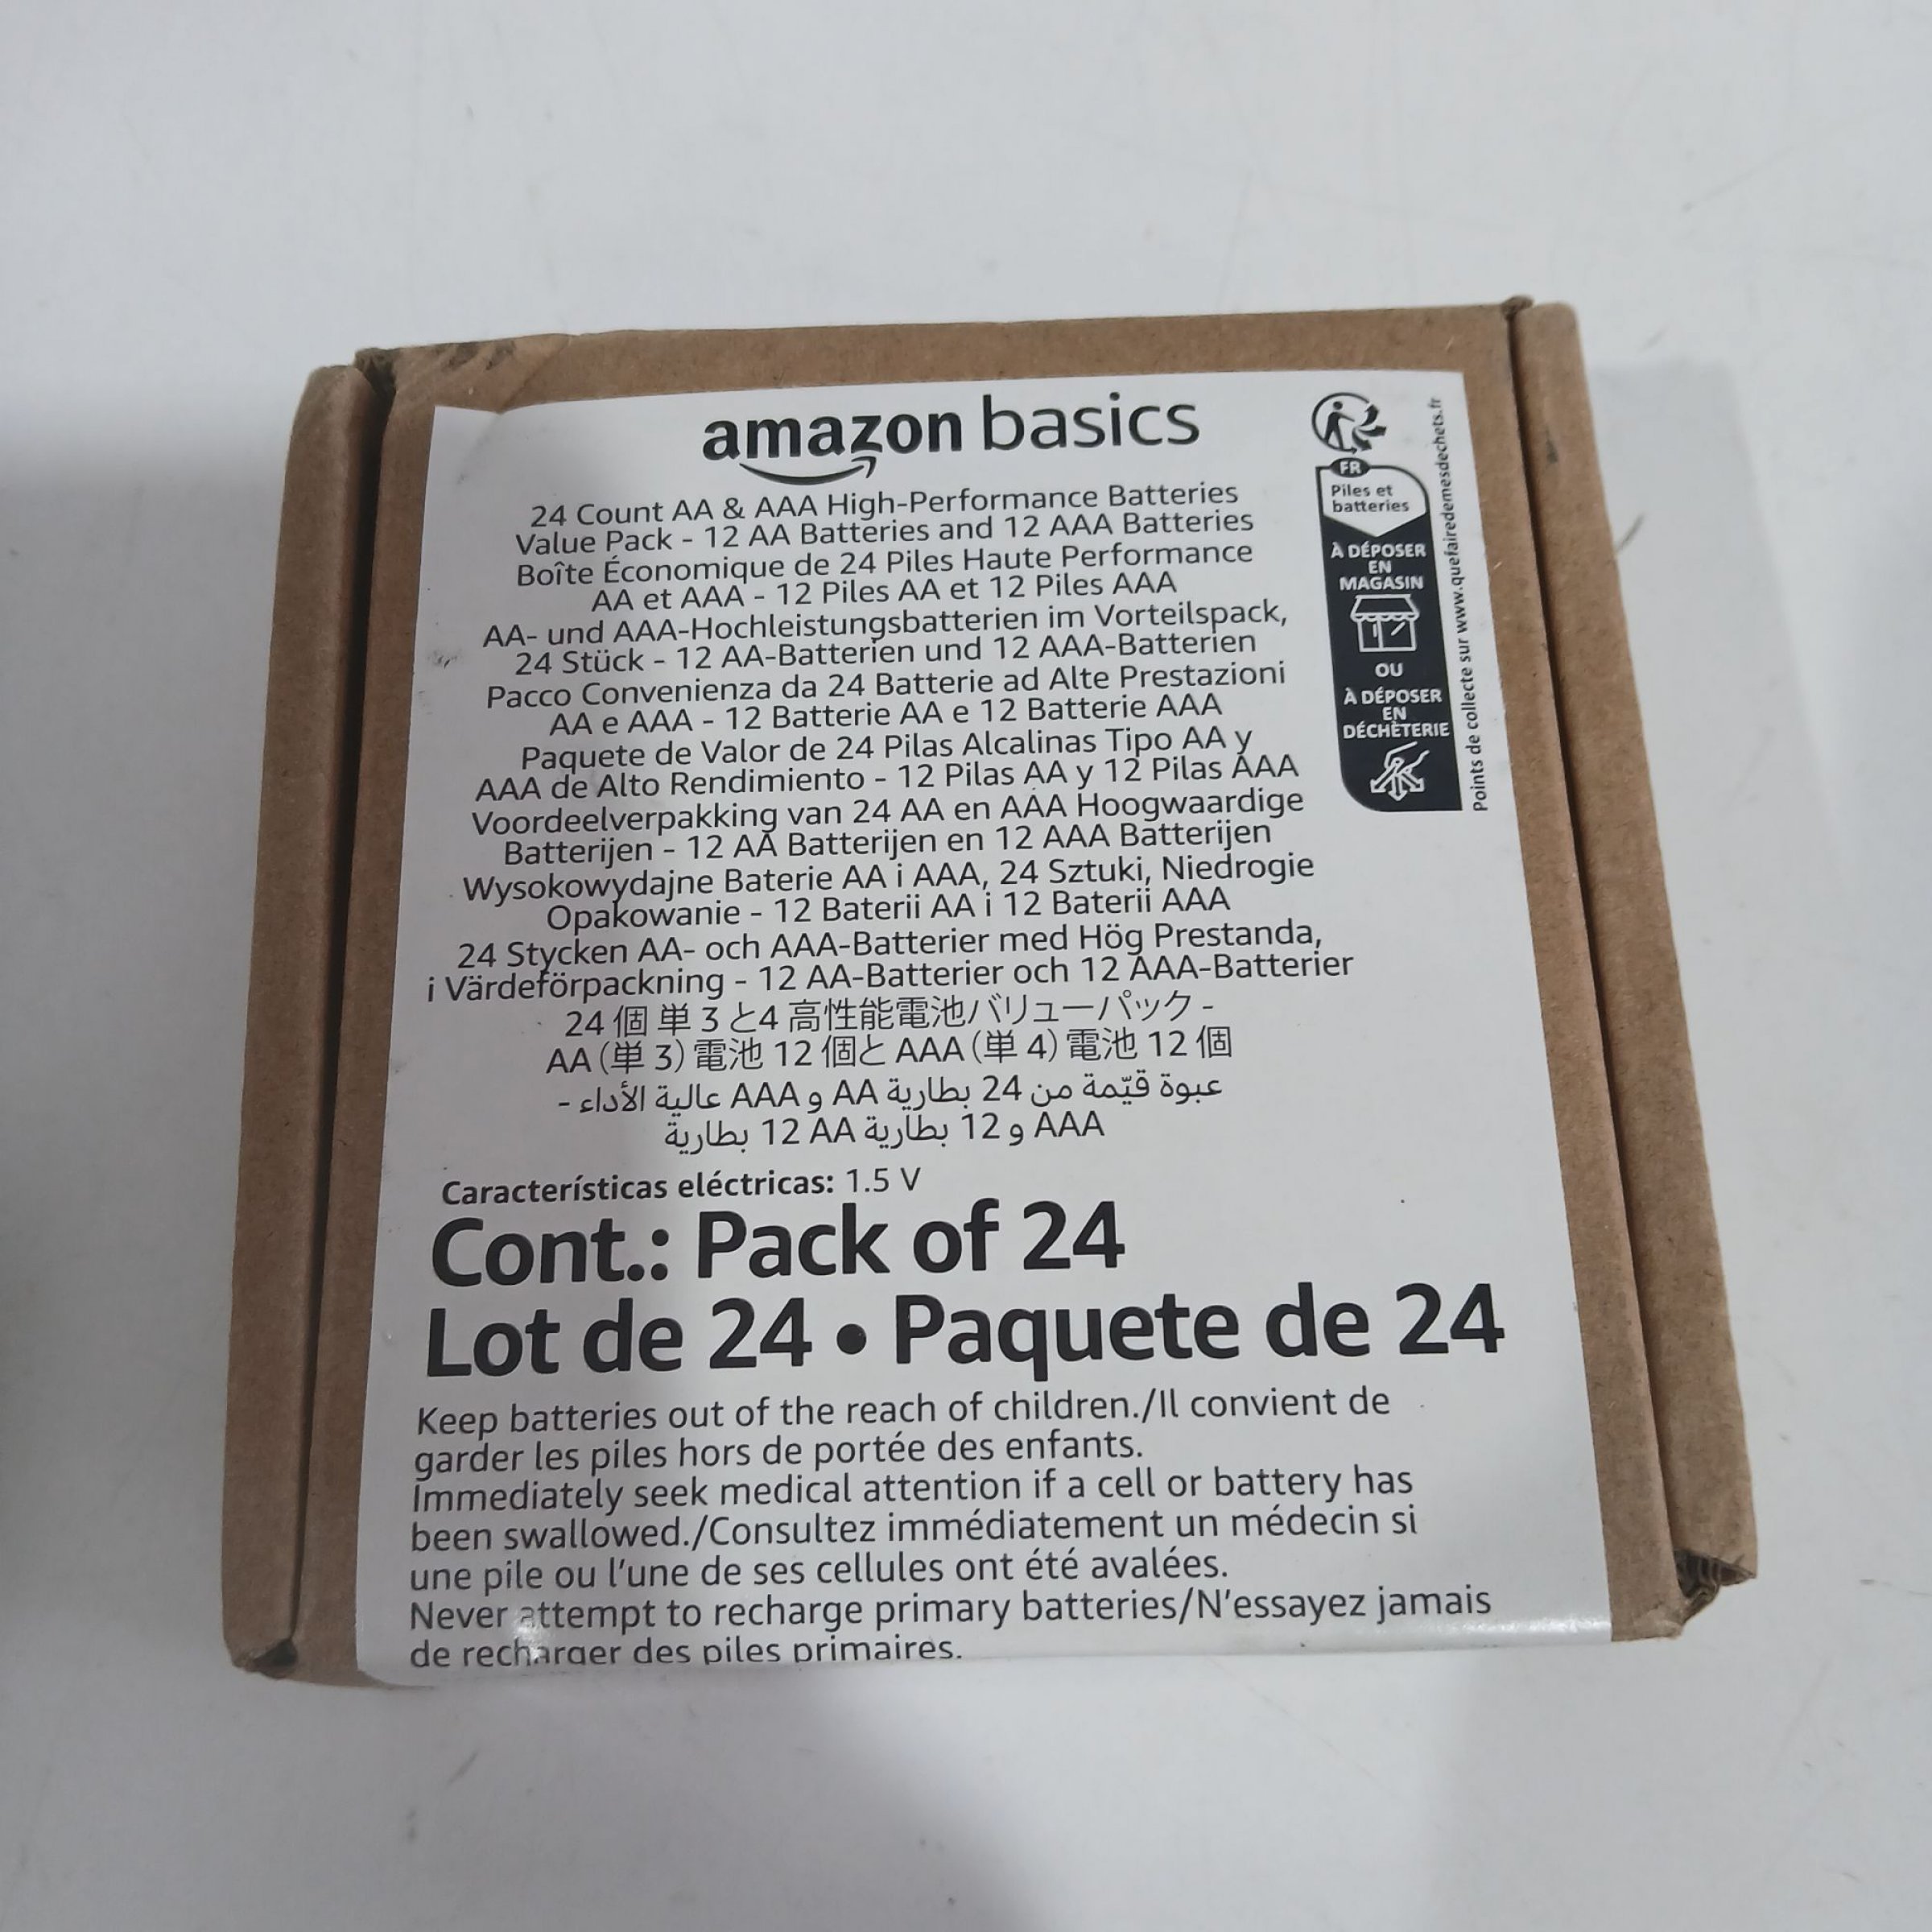 amazon basics
24 Count AA & AAA High-Performance Batteries
Value Pack - 12 AA Batteries and 12 AAA Batteries
Boîte Économique de 24 Piles Haute Performance
AA et AAA - 12 Piles AA et 12 Piles AAA
AA- und AAA-Hochleistungsbatterien im Vorteilspack,
24 Stück - 12 AA-Batterien und 12 AAA-Batterien
Pacco Convenienza da 24 Batterie ad Alte Prestazioni
AA e AAA - 12 Batterie AA e 12 Batterie AAA
Paquete de Valor de 24 Pilas Alcalinas Tipo AA y
AAA de Alto Rendimiento - 12 Pilas AA y 12 Pilas AAA
Voordeelverpakking van 24 AA en AAA Hoogwaardige
Batterijen - 12 AA Batterijen en 12 AAA Batterijen
Wysokowydajne Baterie AA i AAA, 24 Sztuki, Niedrogie
Opakowanie - 12 Baterii AA i 12 Baterii AAA
24 Stycken AA- och AAA-Batterier med Hög Prestanda,
i Värdeförpackning - 12 AA-Batterier och 12 AAA-Batterier
24 個 単 3 と4 高性能電池バリューパック -
AA (単 3) 電池 12 個と AAA (単 4) 電池 12 個
عبوة قيّمة من 24 بطارية AA و AAA عالية الأداء -
12 بطارية AA و 12 بطارية AAA
Características eléctricas: 1.5 V
Cont.: Pack of 24
Lot de 24 • Paquete de 24
Keep batteries out of the reach of children./Il convient de
garder les piles hors de portée des enfants.
Immediately seek medical attention if a cell or battery has
been swallowed./Consultez immédiatement un médecin si
une pile ou l'une de ses cellules ont été avalées.
Never attempt to recharge primary batteries/N'essayez jamais
de recharger des piles primaires.
FR
Piles et
batteries
À DÉPOSER
EN
MAGASIN
OU
À DÉPOSER
EN
DÉCHÈTERIE
Points de collecte sur www.quefairedemesdechets.fr